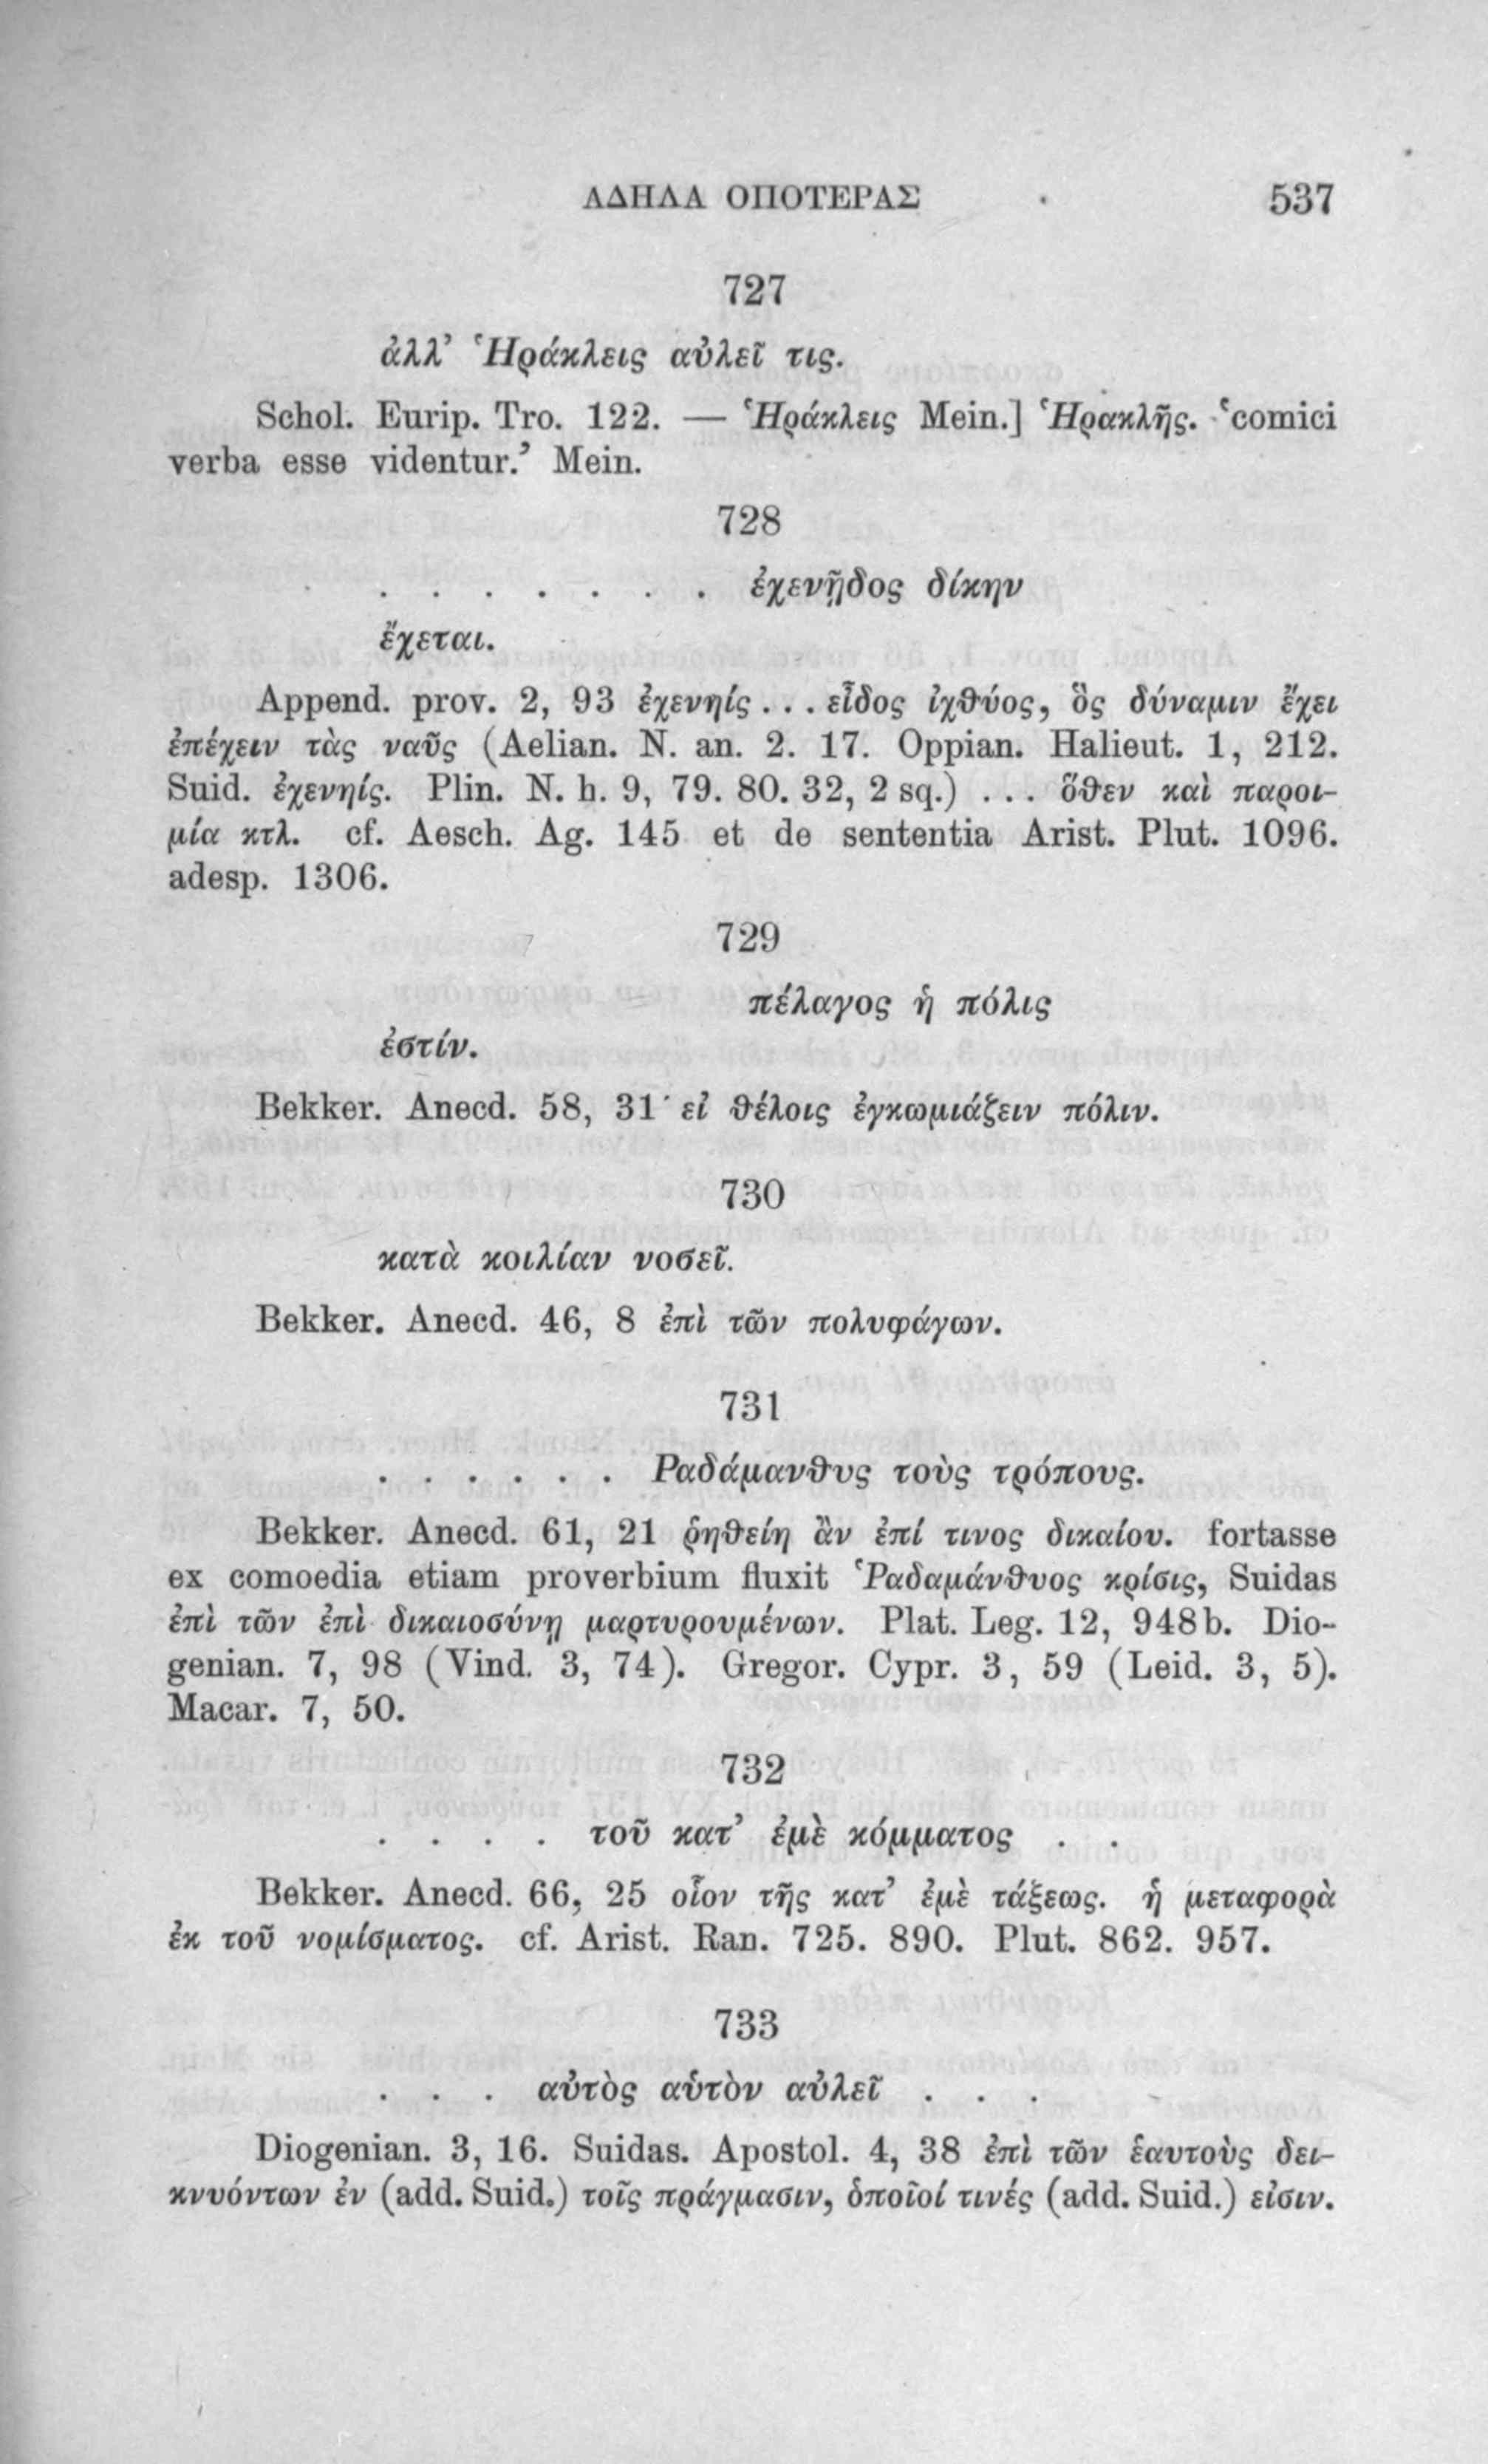 ΑΔΗΛΑ ΟΠΟΤΕΡΑΣ 537
727
ἀλλ’ Ἡράκλεις αὐλεῖ τις.
Schol. Eurip. Tro. 122. — Ἡράκλεις Mein.] Ἡρακλῆς. ‘comici
verba esse videntur.’ Mein.
728
. . . . . . . ἐχενῇδος δίκην
ἔχεται.
Append. prov. 2, 93 ἐχενηίς . . . εἶδος ἰχθύος, ὃς δύναμιν ἔχει
ἐπέχειν τὰς ναῦς (Aelian. N. an. 2. 17. Oppian. Halieut. 1, 212.
Suid. ἐχενηίς. Plin. N. h. 9, 79. 80. 32, 2 sq.) . . . ὅθεν καὶ παροι-
μία κτλ. cf. Aesch. Ag. 145 et de sententia Arist. Plut. 1096.
adesp. 1306.
729
πέλαγος ἡ πόλις
ἐστίν.
Bekker. Anecd. 58, 31 εἰ θέλοις ἐγκωμιάζειν πόλιν.
730
κατὰ κοιλίαν νοσεῖ.
Bekker. Anecd. 46, 8 ἐπὶ τῶν πολυφάγων.
731
. . . . . . Ραδάμανθυς τοὺς τρόπους.
Bekker. Anecd. 61, 21 ῥηθείη ἂν ἐπί τινος δικαίου. fortasse
ex comoedia etiam proverbium fluxit Ῥαδαμάνθυος κρίσις, Suidas
ἐπὶ τῶν ἐπὶ δικαιοσύνῃ μαρτυρουμένων. Plat. Leg. 12, 948b. Dio-
genian. 7, 98 (Vind. 3, 74). Gregor. Cypr. 3, 59 (Leid. 3, 5).
Macar. 7, 50.
732
. . . . τοῦ κατ’ ἐμὲ κόμματος . .
Bekker. Anecd. 66, 25 οἷον τῆς κατ’ ἐμὲ τάξεως. ἡ μεταφορὰ
ἐκ τοῦ νομίσματος. cf. Arist. Ran. 725. 890. Plut. 862. 957.
733
. . . αὐτὸς αὑτὸν αὐλεῖ . . .
Diogenian. 3, 16. Suidas. Apostol. 4, 38 ἐπὶ τῶν ἑαυτοὺς δει-
κνυόντων ἐν (add. Suid.) τοῖς πράγμασιν, ὁποῖοί τινές (add. Suid.) εἰσιν.